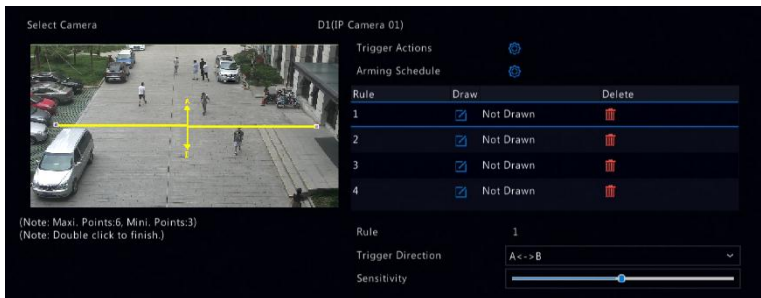 Select Camera D1(IP Camera 01)
Trigger Actions
Arming Schedule
Rule Draw Delete
1 Not Drawn
2 Not Drawn
3 Not Drawn
4 Not Drawn
(Note: Maxi. Points:6, Mini. Points:3)
(Note: Double click to finish.)
Rule 1
Trigger Direction A<->B
Sensitivity